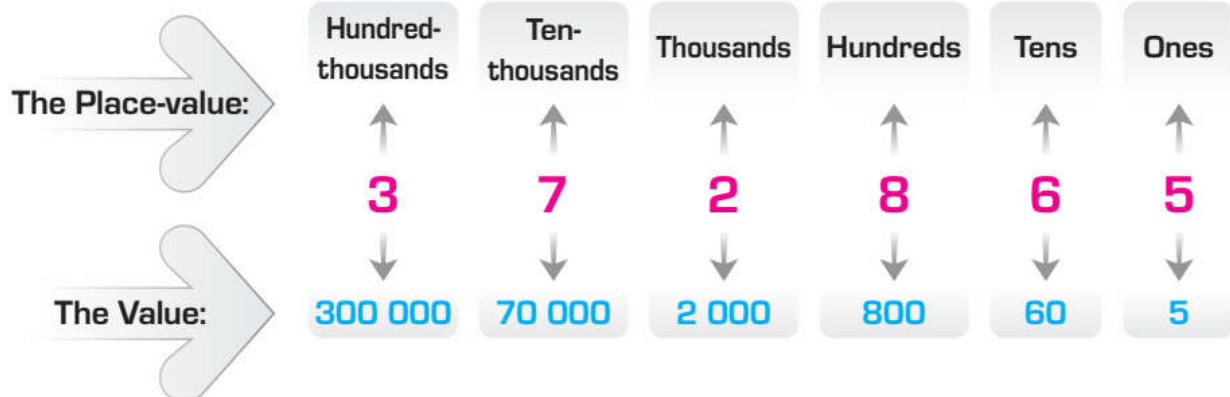 The Place-value:
Hundred-
thousands
Ten-
thousands
Thousands
Hundreds
Tens
Ones
3 7 2 8 6 5
The Value:
300 000 70 000 2 000 800 60 5